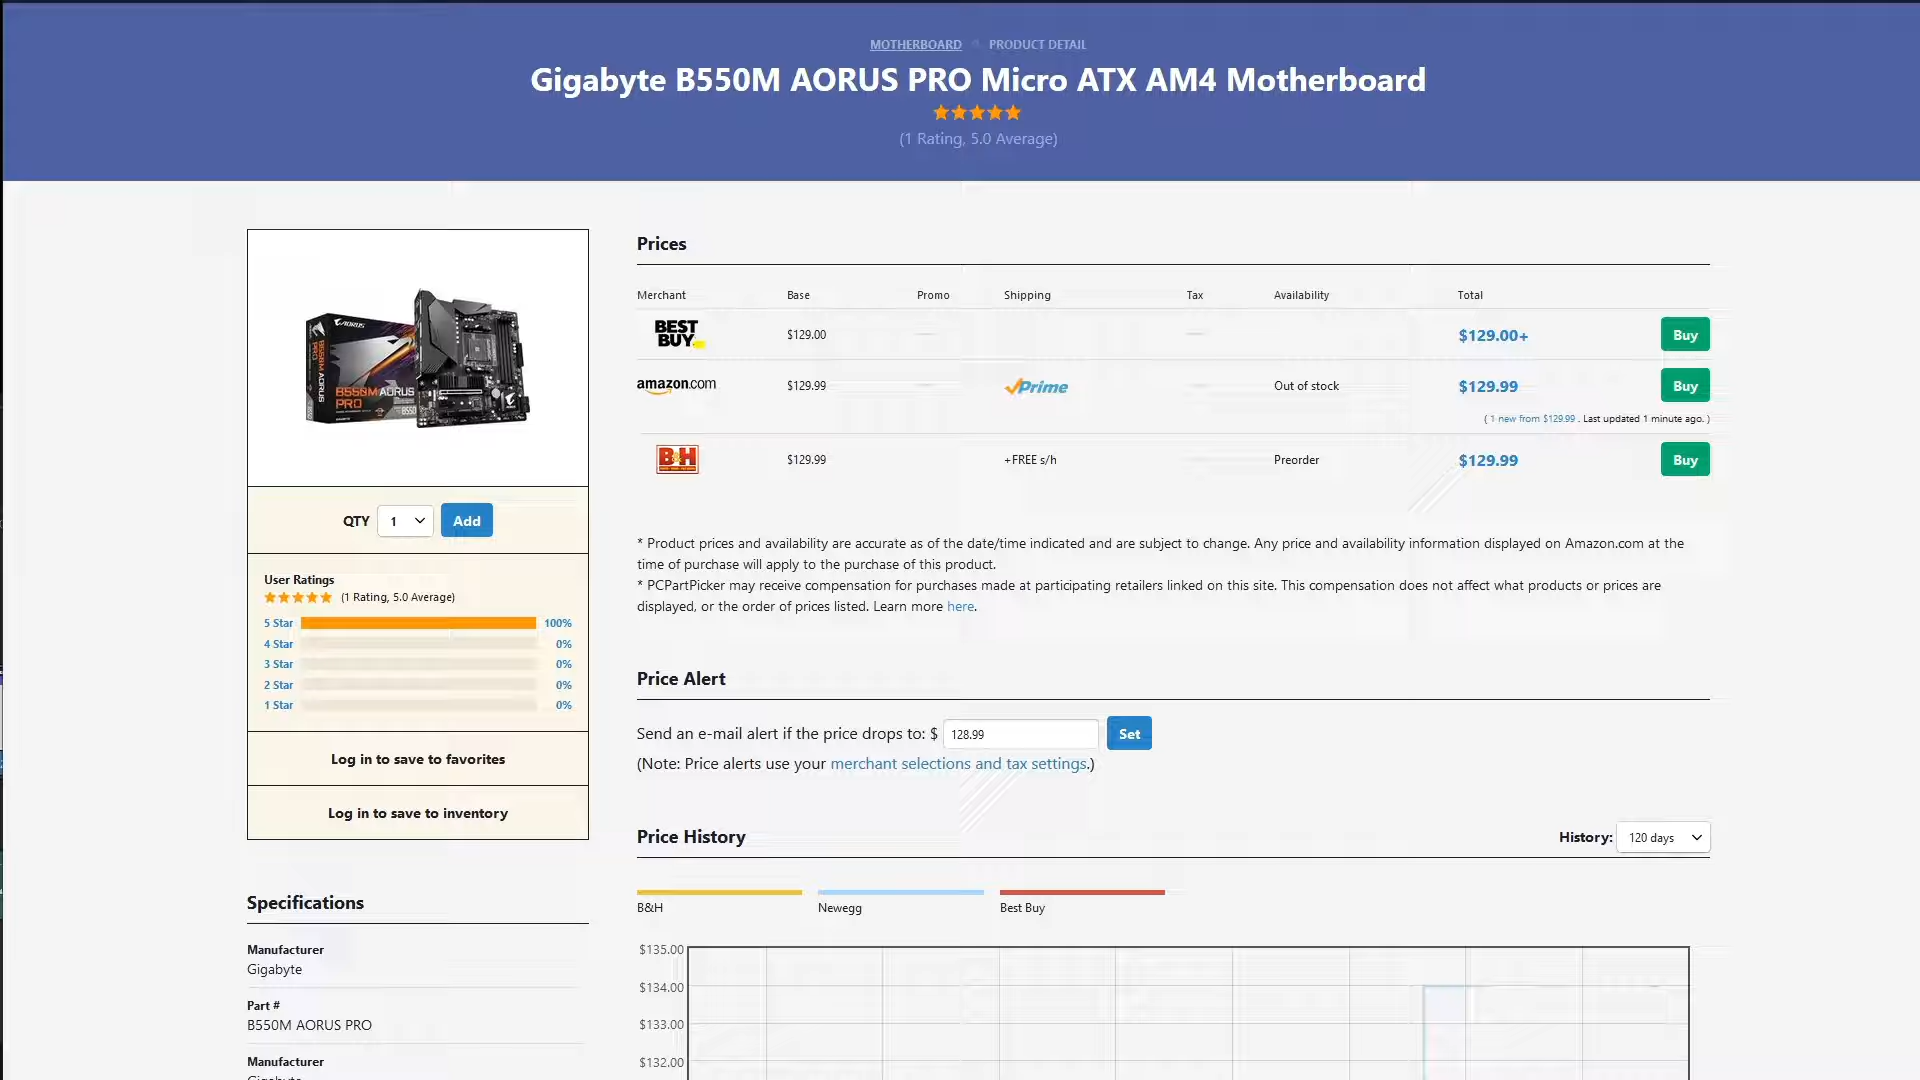 MOTHERBOARD
PRODUCT DETAIL
Gigabyte B550M AORUS PRO Micro ATX AM4 Motherboard
(1 Rating, 5.0 Average)
AORUS
B550M AORUS PRO
B550M AORUS
PRO
B550
QTY 1 Add
User Ratings
(1 Rating, 5.0 Average)
5 Star 100%
4 Star 0%
3 Star 0%
2 Star 0%
1 Star 0%
Log in to save to favorites
Log in to save to inventory
Specifications
Manufacturer
Gigabyte
Part #
B550M AORUS PRO
Manufacturer
Gigabyte
Prices
Merchant Base Promo Shipping Tax Availability Total
BEST BUY $129.00 $129.00+ Buy
amazon.com $129.99 Prime Out of stock $129.99 Buy
( 1 new from $129.99 . Last updated 1 minute ago. )
B&H $129.99 +FREE s/h Preorder $129.99 Buy
* Product prices and availability are accurate as of the date/time indicated and are subject to change. Any price and availability information displayed on Amazon.com at the
time of purchase will apply to the purchase of this product.
* PCPartPicker may receive compensation for purchases made at participating retailers linked on this site. This compensation does not affect what products or prices are
displayed, or the order of prices listed. Learn more here.
Price Alert
Send an e-mail alert if the price drops to: $ 128.99 Set
(Note: Price alerts use your merchant selections and tax settings.)
Price History
History: 120 days
B&H Newegg Best Buy
$135.00
$134.00
$133.00
$132.00